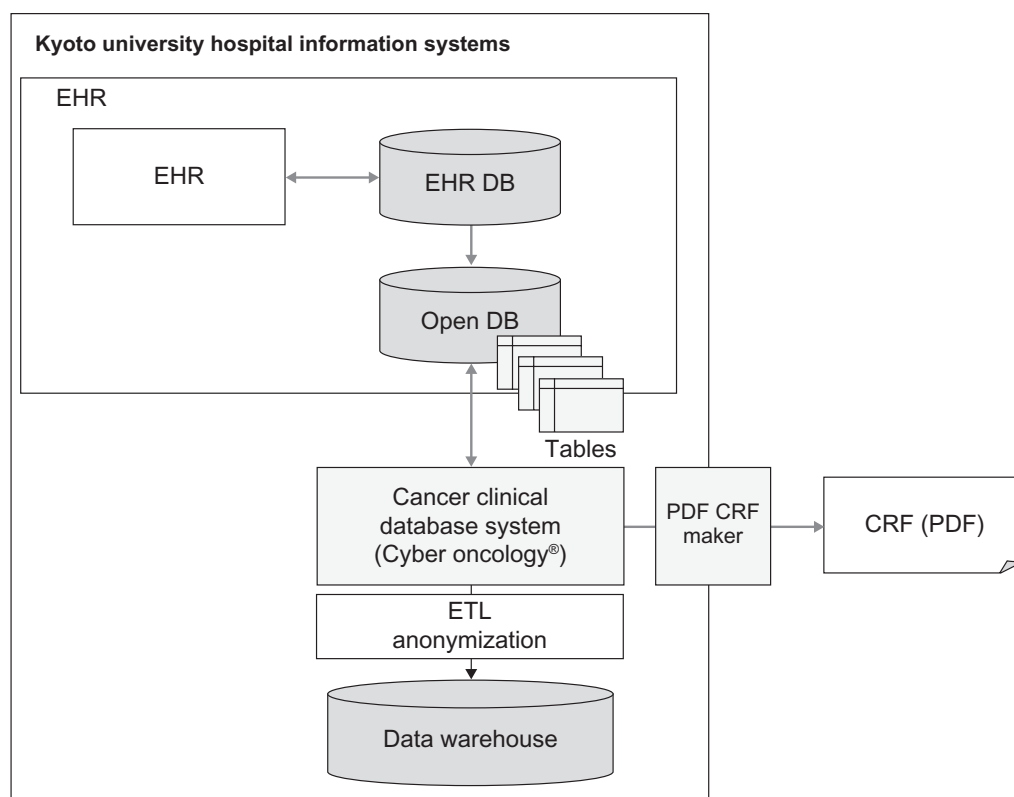 Kyoto university hospital information systems
EHR
EHR
EHR DB
Open DB
Tables
Cancer clinical
database system
(Cyber oncology®)
PDF CRF
maker
CRF (PDF)
ETL
anonymization
Data warehouse